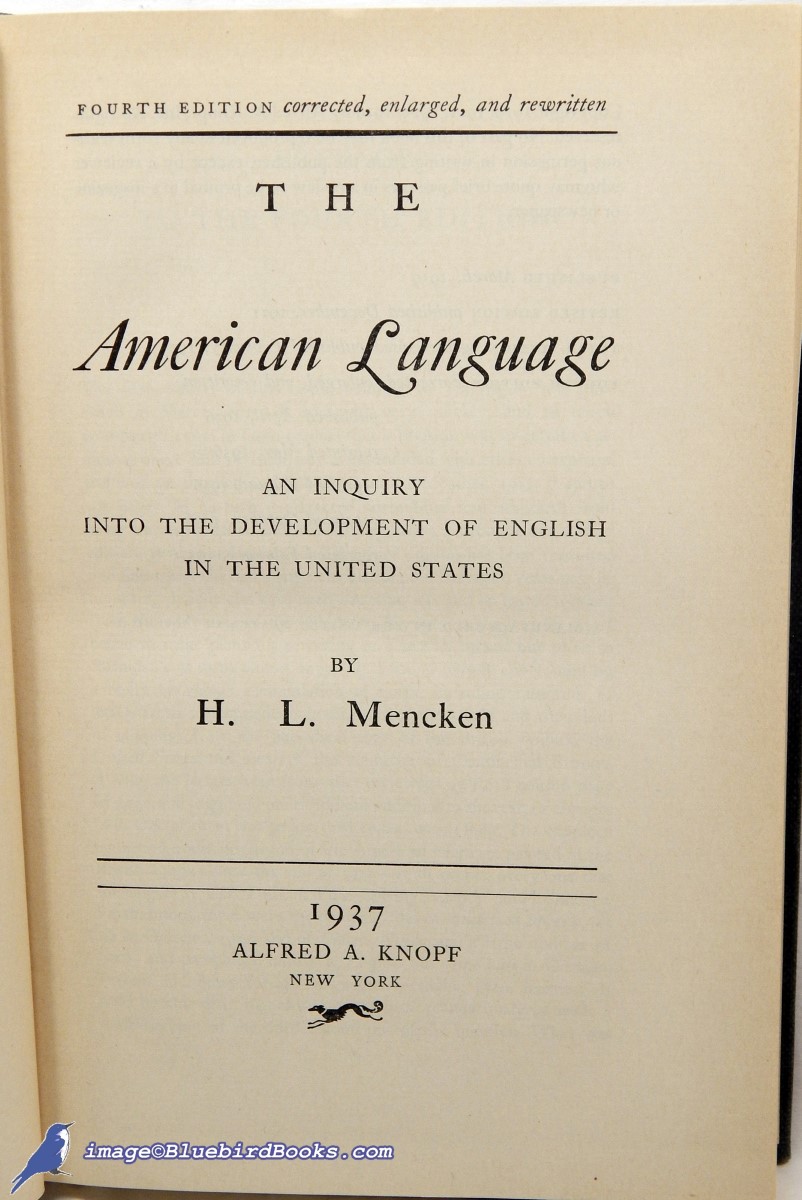 FOURTH EDITION corrected, enlarged, and rewritten
THE
American Language
AN INQUIRY
INTO THE DEVELOPMENT OF ENGLISH
IN THE UNITED STATES
BY
H. L. Mencken
1937
ALFRED A. KNOPF
NEW YORK
image©BluebirdBooks.com